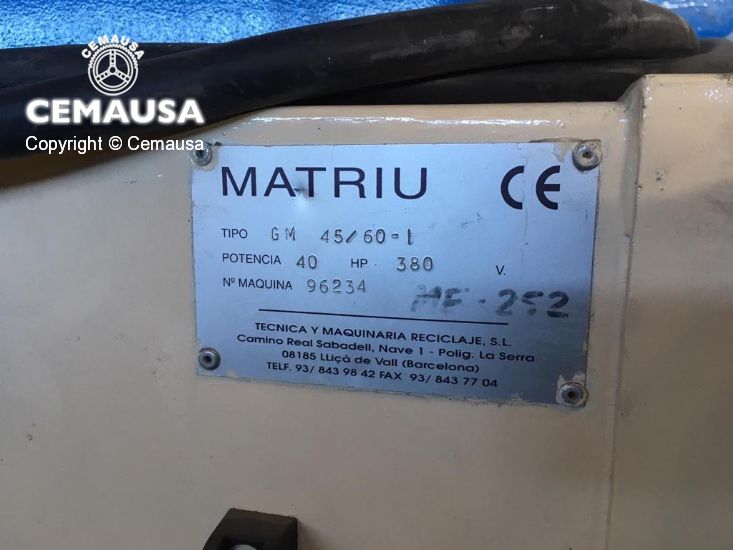 CEMAUSA
CEMAUSA
Copyright © Cemausa
MATRIU CE
TIPO GM 45/60-1
POTENCIA 40 HP 380 V.
Nº MAQUINA 96234
MF-252
TECNICA Y MAQUINARIA RECICLAJE, S.L.
Camino Real Sabadell, Nave 1 - Polig. La Serra
08185 LLiçà de Vall (Barcelona)
TELF. 93/ 843 98 42 FAX 93/ 843 77 04